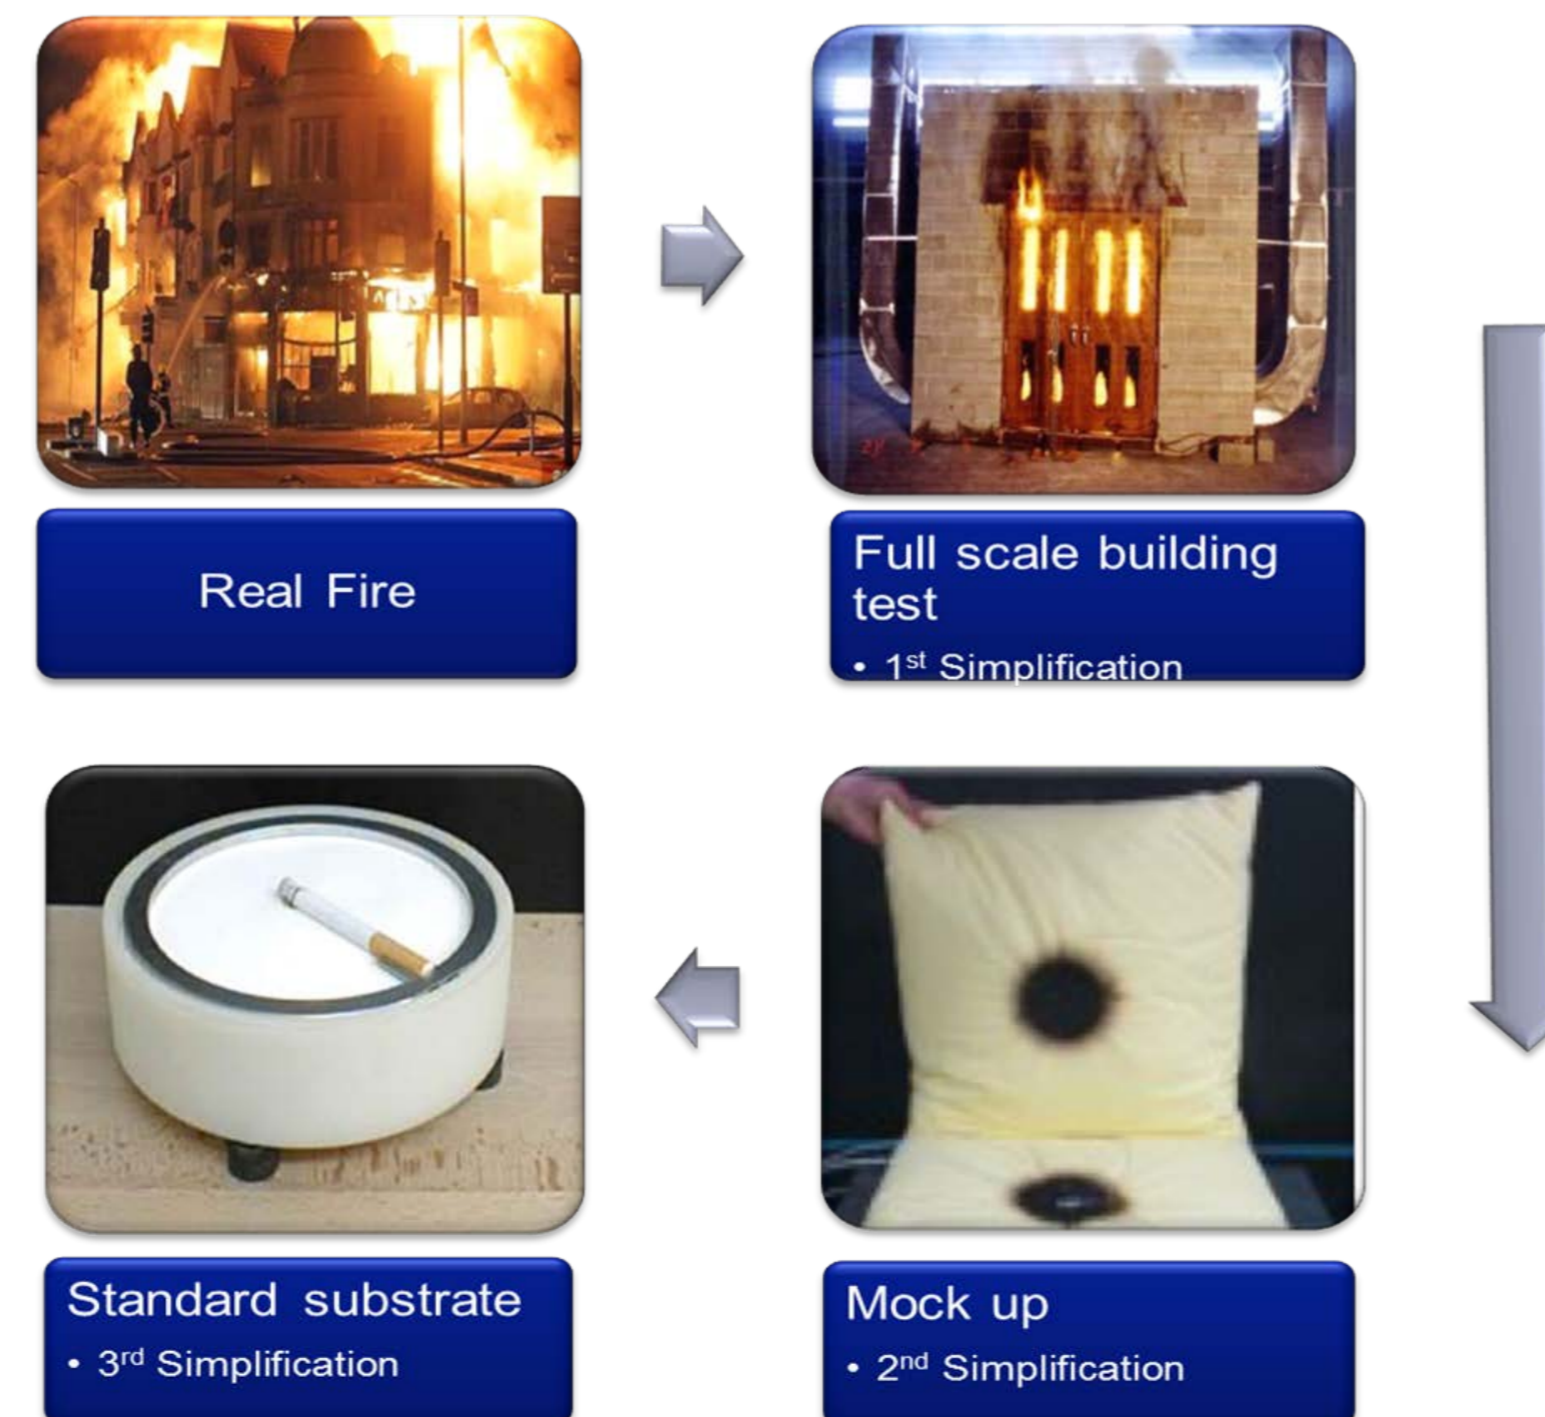 Real Fire
Full scale building
test
• 1st Simplification
Standard substrate
• 3rd Simplification
Mock up
• 2nd Simplification